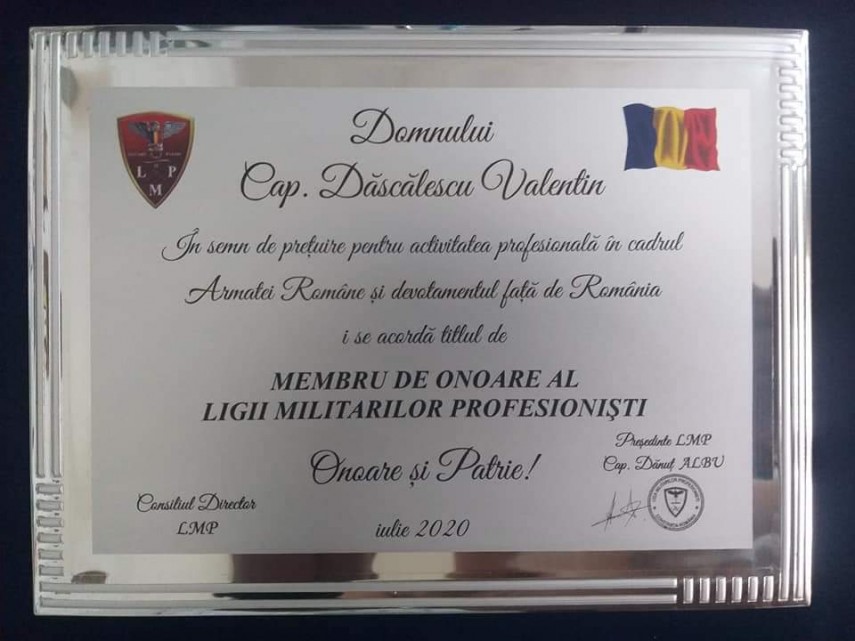 L P
M
Domnului
Cap. Dăscălescu Valentin
În semn de prețuire pentru activitatea profesională în cadrul
Armatei Române și devotamentul față de România
i se acordă titlul de
MEMBRU DE ONOARE AL
LIGII MILITARILOR PROFESIONIŞTI
Onoare și Patrie!
Președinte LMP
Cap. Dănuț ALBU
Consiliul Director
LMP
iulie 2020